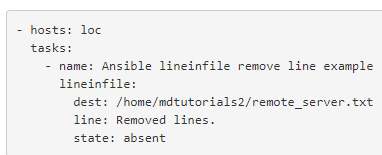 - hosts: loc
  tasks:
    - name: Ansible lineinfile remove line example
      lineinfile:
        dest: /home/mdtutorials2/remote_server.txt
        line: Removed lines.
        state: absent